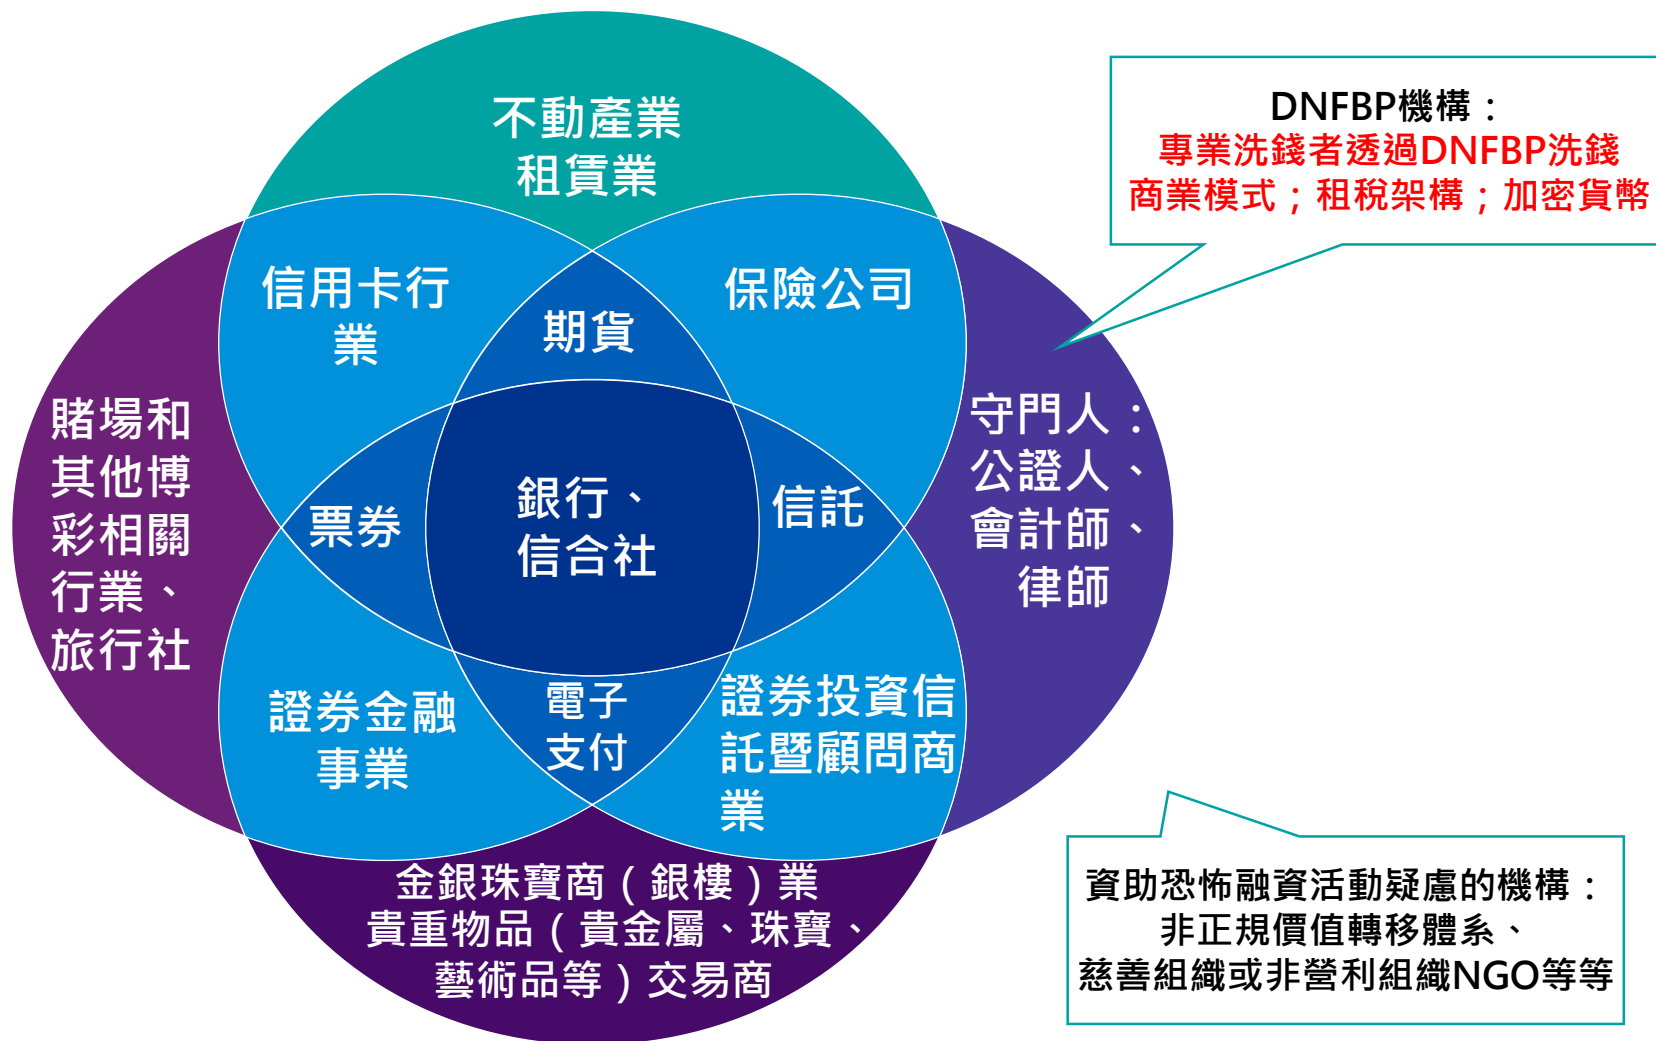 不動產業
租賃業
DNFBP機構：
專業洗錢者透過DNFBP洗錢
商業模式；租稅架構；加密貨幣
信用卡行
業
期貨
保險公司
賭場和
其他博
彩相關
行業、
旅行社
票券
銀行、
信合社
信託
守門人：
公證人、
會計師、
律師
證券金融
事業
電子
支付
證券投資信
託暨顧問商
業
金銀珠寶商（銀樓）業
貴重物品（貴金屬、珠寶、
藝術品等）交易商
資助恐怖融資活動疑慮的機構：
非正規價值轉移體系、
慈善組織或非營利組織NGO等等